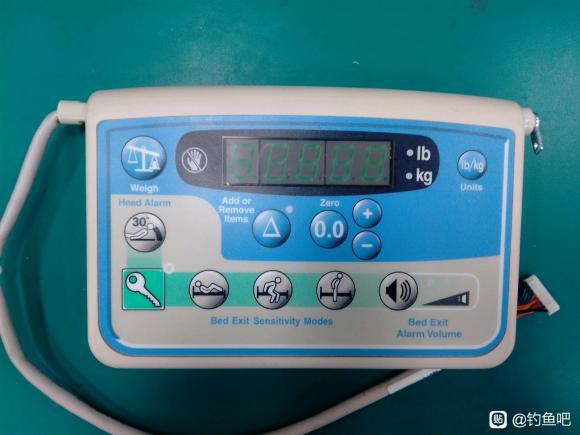 lb
kg
lb/kg
Weigh
Units
Head Alarm
30°
Add or
Remove
Items
Δ
Zero
0.0
+
−
Bed Exit Sensitivity Modes
Bed Exit
Alarm Volume
贴 @钓鱼吧